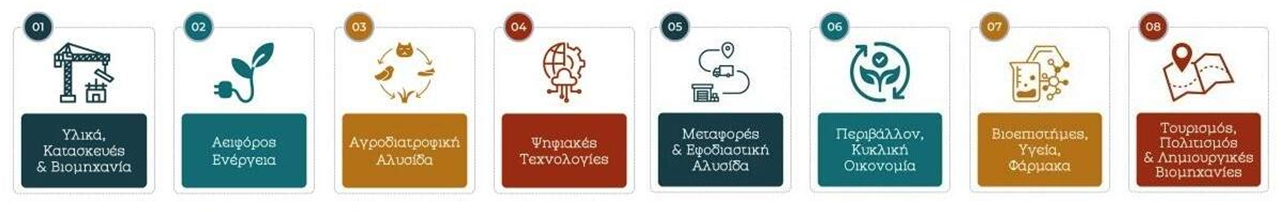 01
Υλικά,
Κατασκευές
& Βιομηχανία
02
Αειφόρος
Ενέργεια
03
Αγροδιατροφική
Αλυσίδα
04
Ψηφιακές
Τεχνολογίες
05
Μεταφορές
& Εφοδιαστική
Αλυσίδα
06
Περιβάλλον,
Κυκλική
Οικονομία
07
Βιοεπιστήμες,
Υγεία,
Φάρμακα
08
Τουρισμός,
Πολιτισμός
& Δημιουργικές
Βιομηχανίες